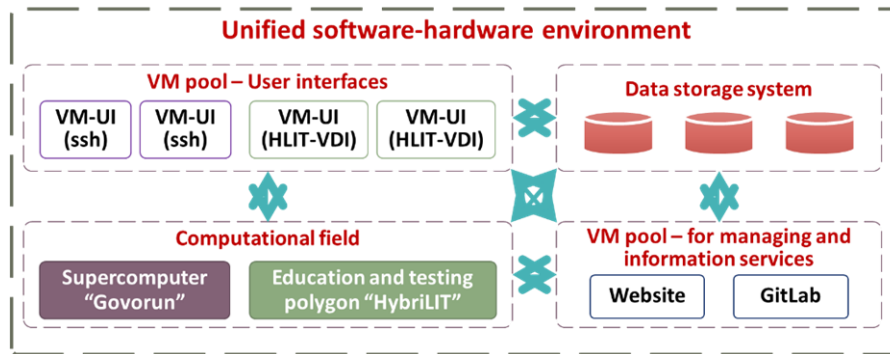 Unified software-hardware environment
VM pool – User interfaces
VM-UI
(ssh)
VM-UI
(ssh)
VM-UI
(HLIT-VDI)
VM-UI
(HLIT-VDI)
Data storage system
Computational field
Supercomputer
“Govorun”
Education and testing
polygon “HybriLIT”
VM pool – for managing and
information services
Website
GitLab